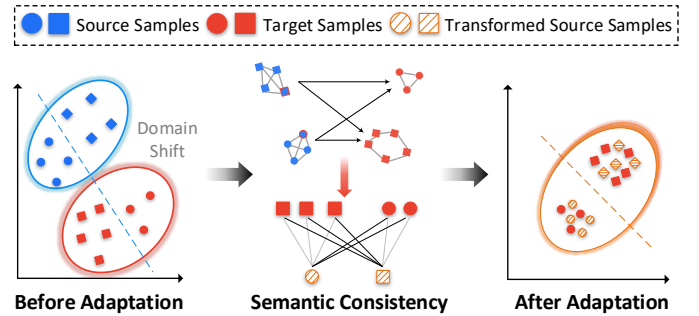 Source Samples Target Samples Transformed Source Samples
Domain
Shift
Before Adaptation Semantic Consistency After Adaptation